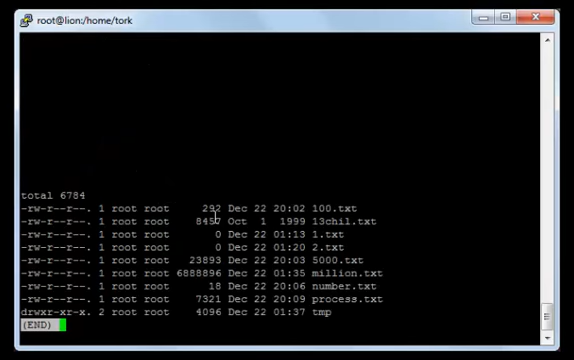 root@lion:/home/tork
total 6784
-rw-r--r--. 1 root root 292 Dec 22 20:02 100.txt
-rw-r--r--. 1 root root 8457 Oct 1 1999 13chil.txt
-rw-r--r--. 1 root root 0 Dec 22 01:13 1.txt
-rw-r--r--. 1 root root 0 Dec 22 01:20 2.txt
-rw-r--r--. 1 root root 23893 Dec 22 20:03 5000.txt
-rw-r--r--. 1 root root 6888896 Dec 22 01:35 million.txt
-rw-r--r--. 1 root root 18 Dec 22 20:06 number.txt
-rw-r--r--. 1 root root 7321 Dec 22 20:09 process.txt
drwxr-xr-x. 2 root root 4096 Dec 22 01:37 tmp
(END)